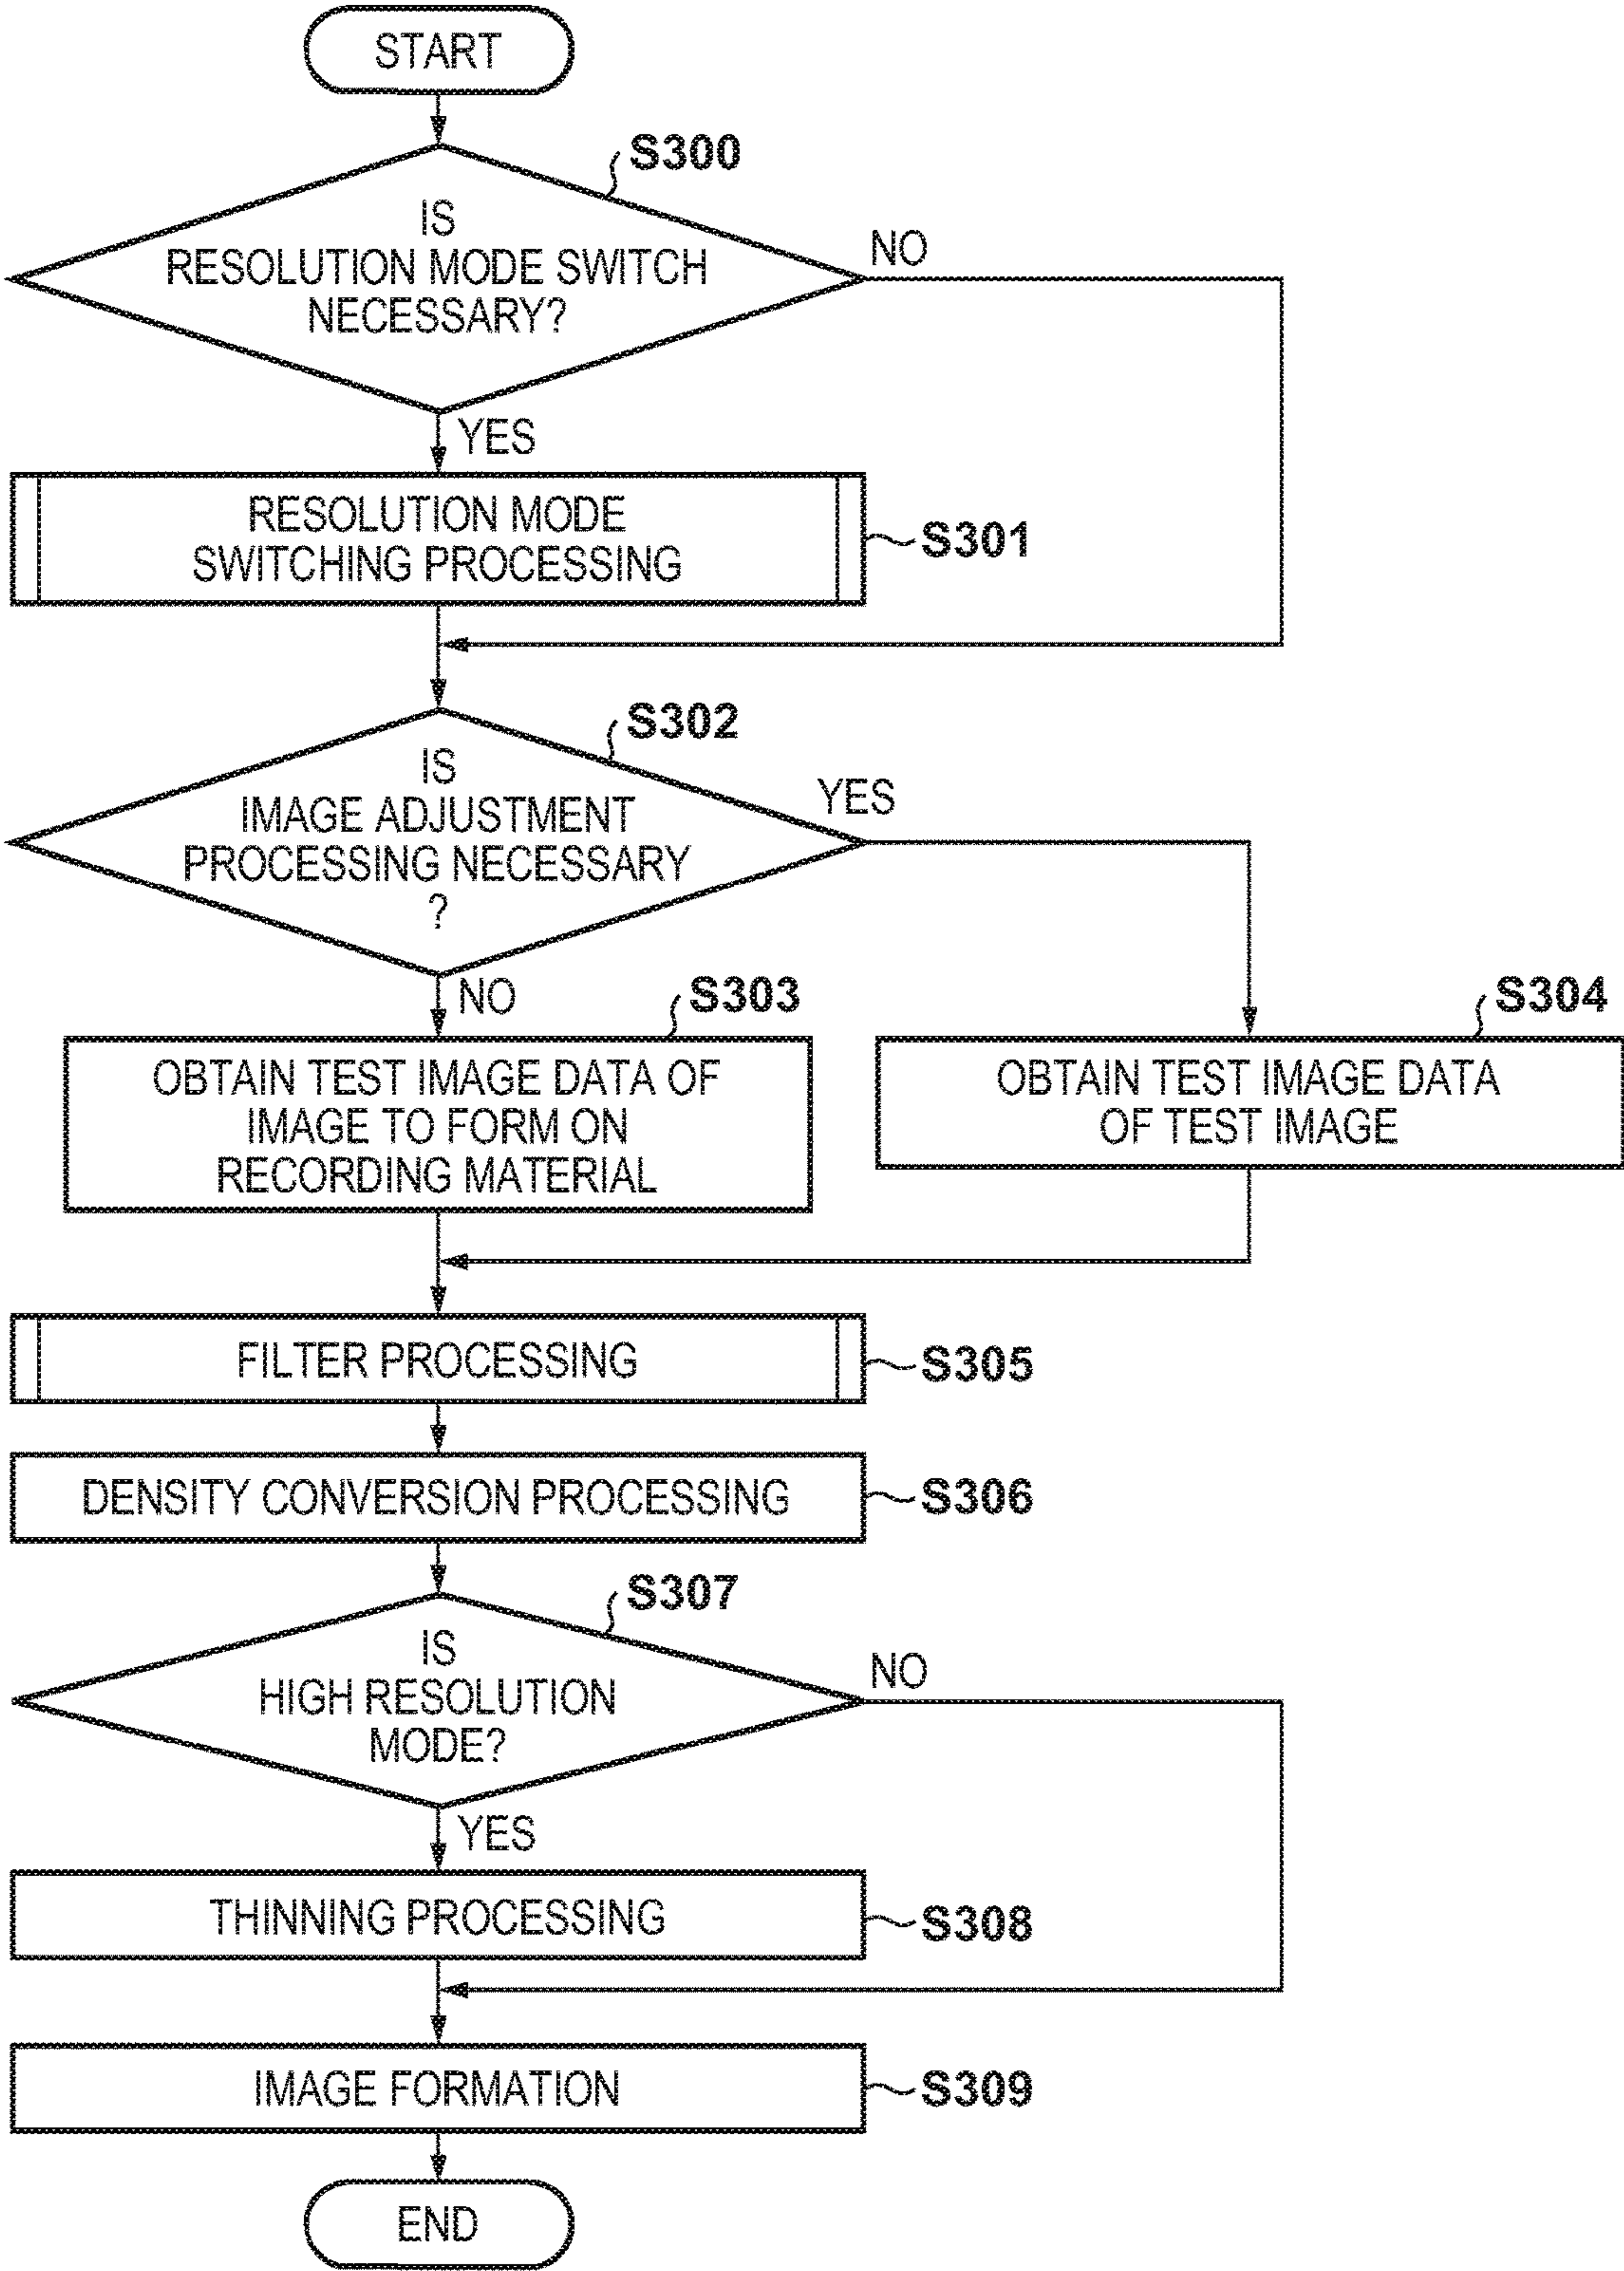 START
S300
IS
RESOLUTION MODE SWITCH
NECESSARY?
NO
YES
RESOLUTION MODE
SWITCHING PROCESSING
S301
S302
IS
IMAGE ADJUSTMENT
PROCESSING NECESSARY
?
YES
NO
S303
OBTAIN TEST IMAGE DATA OF
IMAGE TO FORM ON
RECORDING MATERIAL
S304
OBTAIN TEST IMAGE DATA
OF TEST IMAGE
FILTER PROCESSING
S305
DENSITY CONVERSION PROCESSING
S306
S307
IS
HIGH RESOLUTION
MODE?
NO
YES
THINNING PROCESSING
S308
IMAGE FORMATION
S309
END